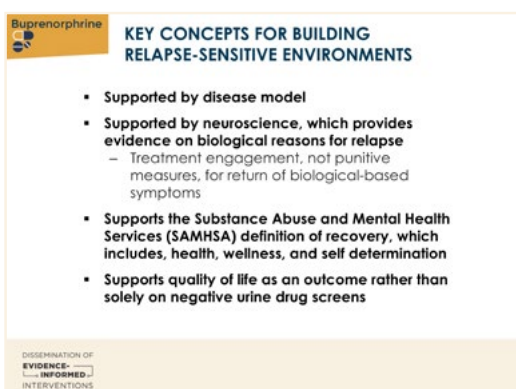 Buprenorphrine
KEY CONCEPTS FOR BUILDING
RELAPSE-SENSITIVE ENVIRONMENTS
▪ Supported by disease model
▪ Supported by neuroscience, which provides
evidence on biological reasons for relapse
– Treatment engagement, not punitive
measures, for return of biological-based
symptoms
▪ Supports the Substance Abuse and Mental Health
Services (SAMHSA) definition of recovery, which
includes, health, wellness, and self determination
▪ Supports quality of life as an outcome rather than
solely on negative urine drug screens
DISSEMINATION OF
EVIDENCE-
INFORMED
INTERVENTIONS